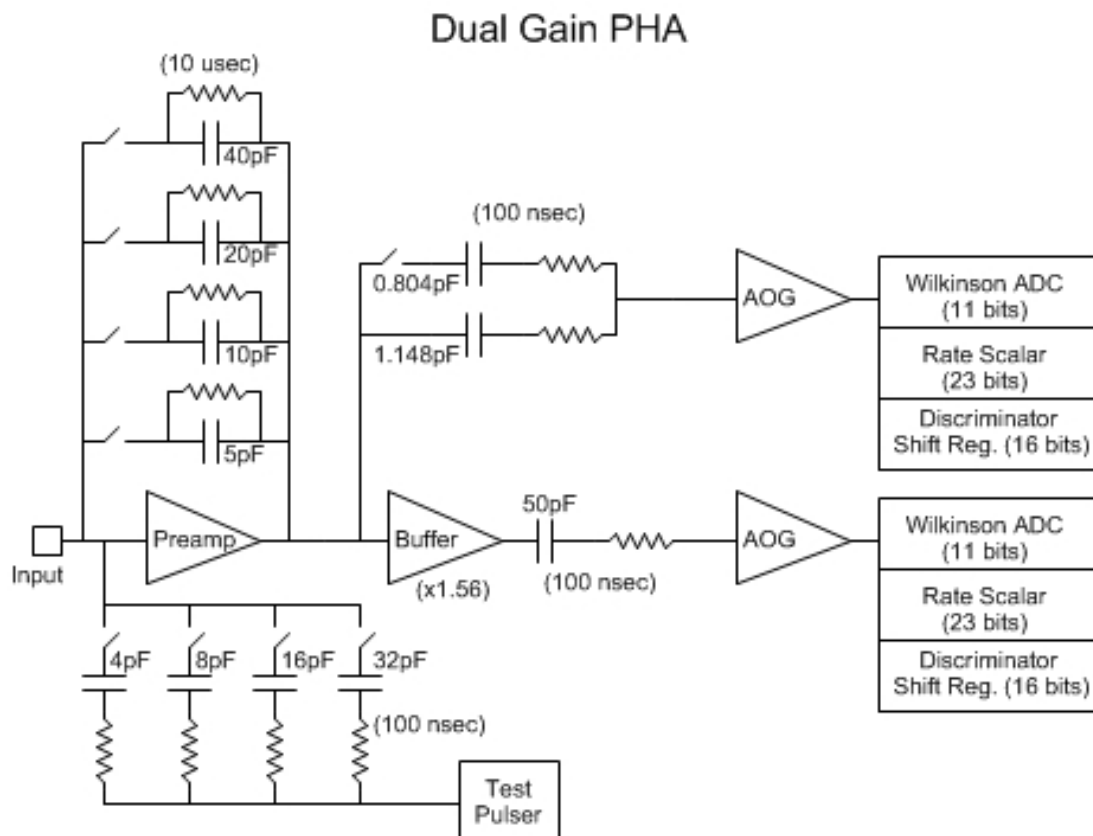 Dual Gain PHA
(10 usec)
40pF
20pF
10pF
5pF
(100 nsec)
0.804pF
1.148pF
AOG
Wilkinson ADC
(11 bits)
Rate Scalar
(23 bits)
Discriminator
Shift Reg. (16 bits)
Input
Preamp
Buffer
(x1.56)
50pF
(100 nsec)
AOG
Wilkinson ADC
(11 bits)
Rate Scalar
(23 bits)
Discriminator
Shift Reg. (16 bits)
4pF
8pF
16pF
32pF
(100 nsec)
Test
Pulser